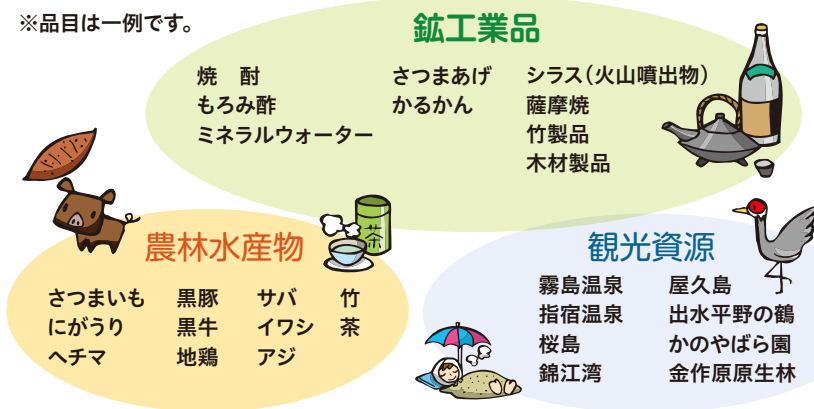 ※品目は一例です。
鉱工業品
焼　酎
もろみ酢
ミネラルウォーター
さつまあげ
かるかん
シラス（火山噴出物）
薩摩焼
竹製品
木材製品
農林水産物
さつまいも
にがうり
ヘチマ
黒豚
黒牛
地鶏
サバ
イワシ
アジ
竹
茶
茶
観光資源
霧島温泉
指宿温泉
桜島
錦江湾
屋久島
出水平野の鶴
かのやばら園
金作原原生林